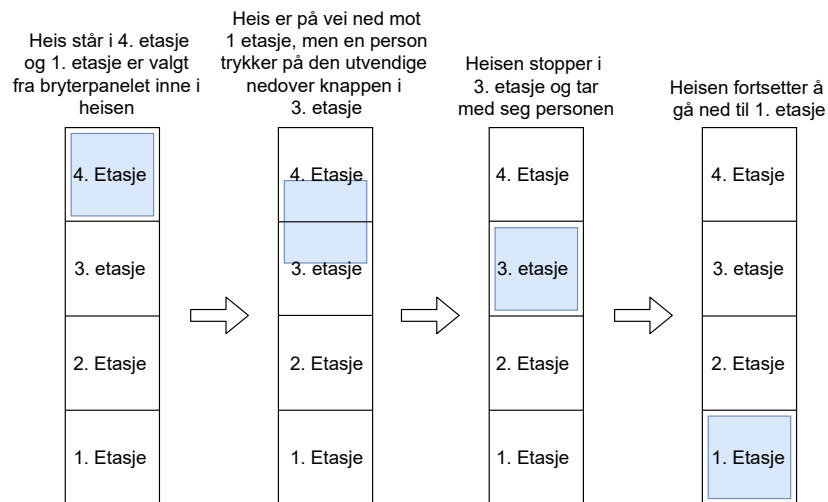 Heis står i 4. etasje
og 1. etasje er valgt
fra bryterpanelet inne i
heisen
4. Etasje
3. etasje
2. Etasje
1. Etasje
Heis er på vei ned mot
1 etasje, men en person
trykker på den utvendige
nedover knappen i
3. etasje
4. Etasje
3. etasje
2. Etasje
1. Etasje
Heisen stopper i
3. etasje og tar
med seg personen
4. Etasje
3. etasje
2. Etasje
1. Etasje
Heisen fortsetter å
gå ned til 1. etasje
4. Etasje
3. etasje
2. Etasje
1. Etasje